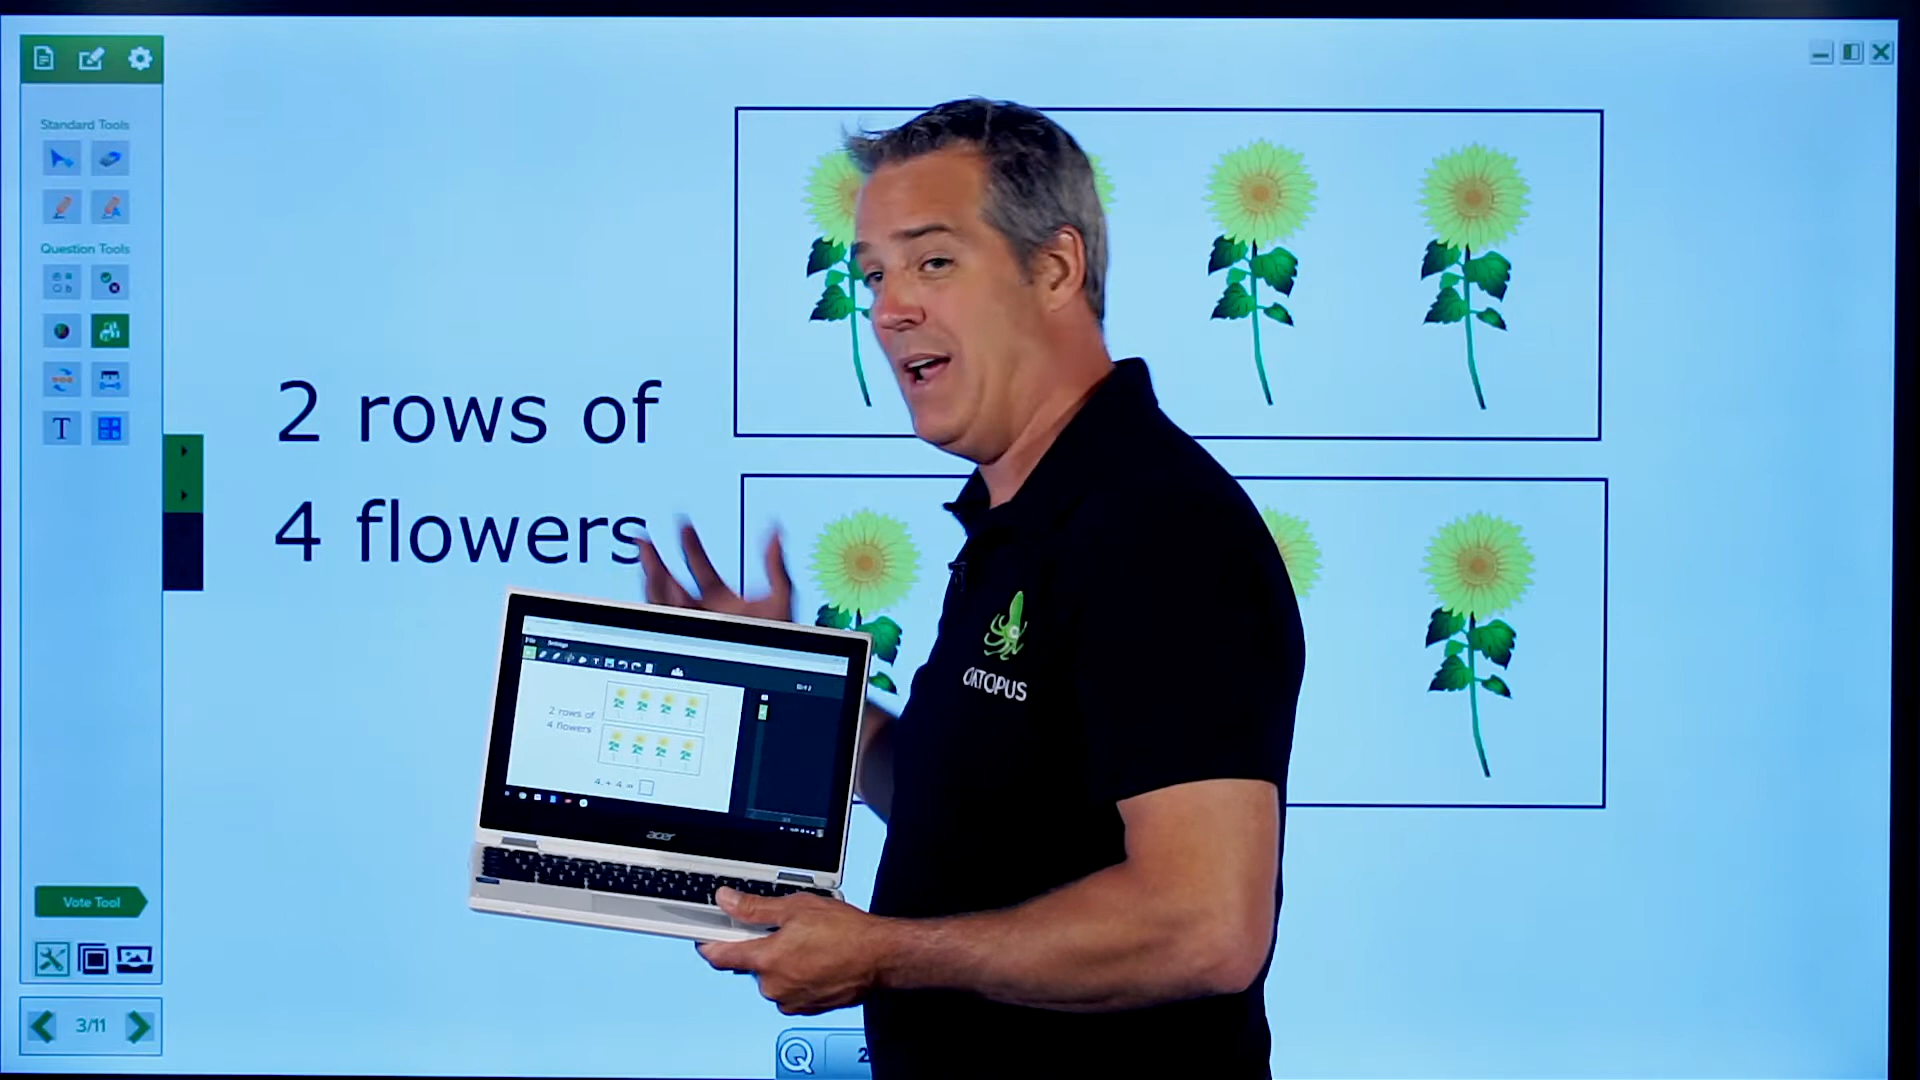 Standard Tools
Question Tools
T
2 rows of
4 flowers
Vote Tool
3/11
Q 2
OKTOPUS
File Settings
2 rows of
4 flowers
4 + 4 =
acer